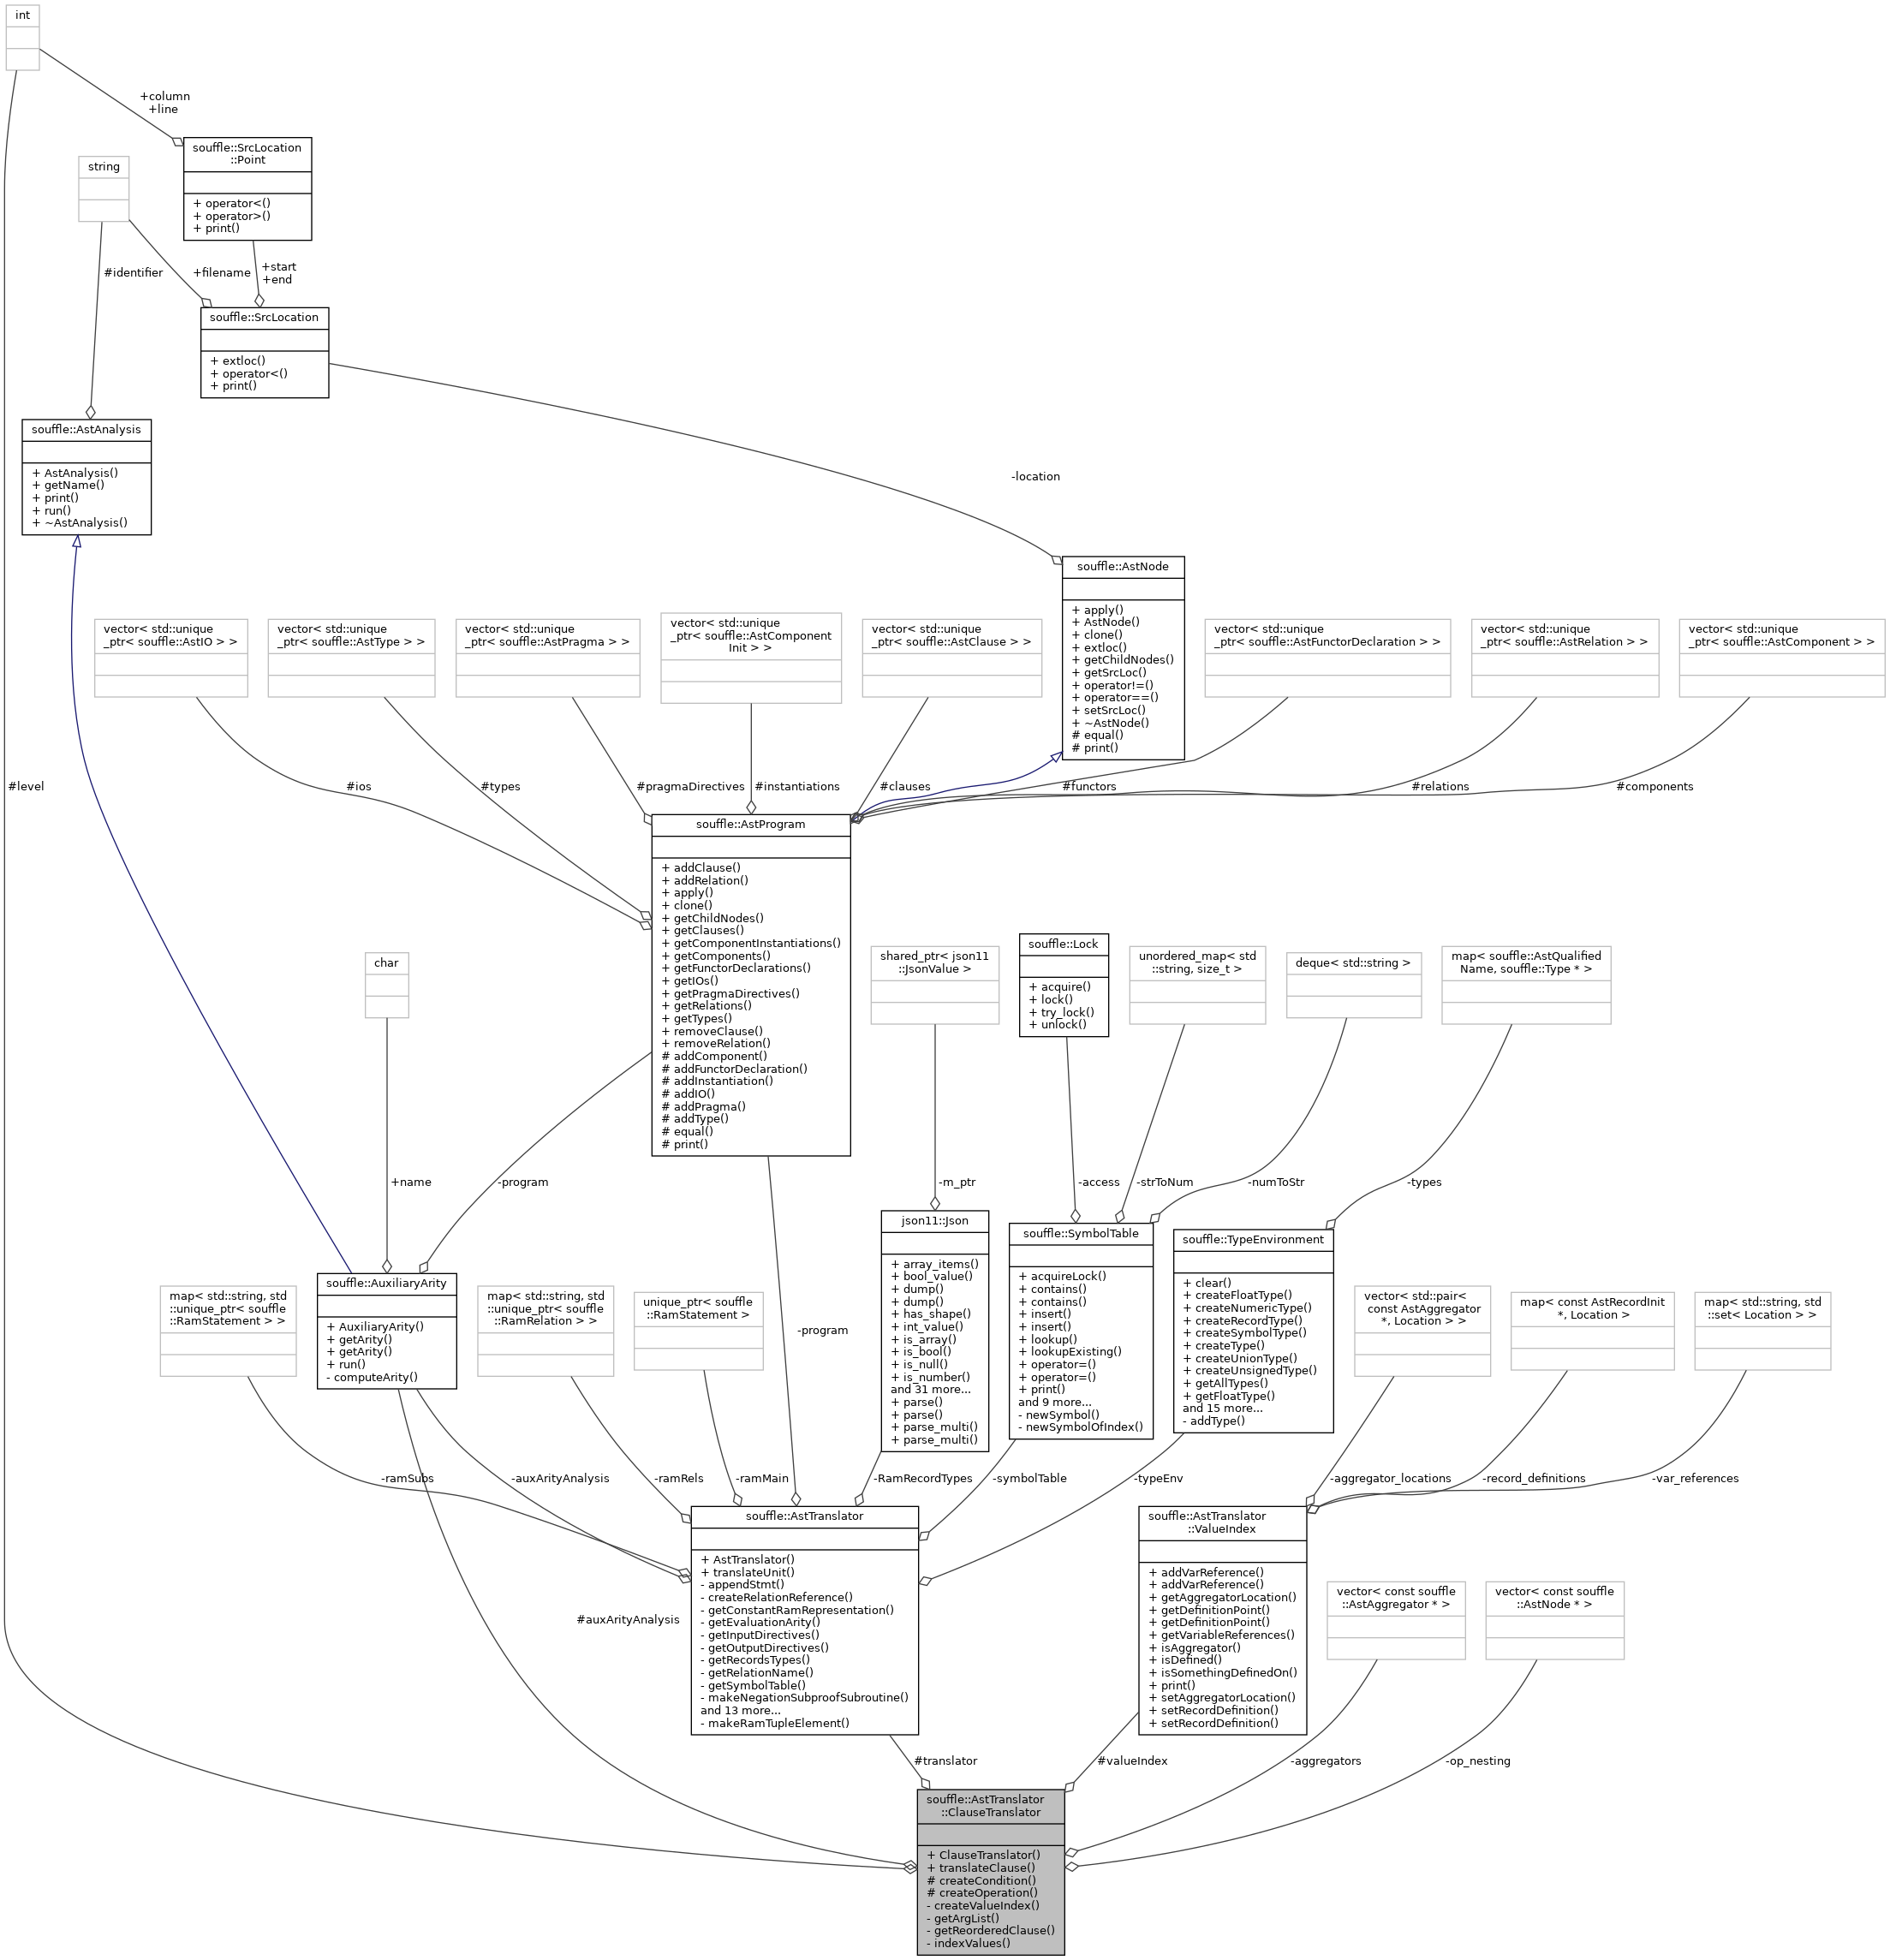 int
+column
+line
souffle::SrcLocation
::Point
+ operator<()
+ operator>()
+ print()
string
#identifier
+filename
+start
+end
souffle::SrcLocation
+ extloc()
+ operator<()
+ print()
souffle::AstAnalysis
+ AstAnalysis()
+ getName()
+ print()
+ run()
+ ~AstAnalysis()
-location
souffle::AstNode
+ apply()
+ AstNode()
+ clone()
+ extloc()
+ getChildNodes()
+ getSrcLoc()
+ operator!=()
+ operator==()
+ setSrcLoc()
+ ~AstNode()
# equal()
# print()
vector< std::unique
_ptr< souffle::AstIO > >
vector< std::unique
_ptr< souffle::AstType > >
vector< std::unique
_ptr< souffle::AstPragma > >
vector< std::unique
_ptr< souffle::AstComponent
Init > >
vector< std::unique
_ptr< souffle::AstClause > >
vector< std::unique
_ptr< souffle::AstFunctorDeclaration > >
vector< std::unique
_ptr< souffle::AstRelation > >
vector< std::unique
_ptr< souffle::AstComponent > >
#level
#ios
#types
#pragmaDirectives
#instantiations
#clauses
#functors
#relations
#components
souffle::AstProgram
+ addClause()
+ addRelation()
+ apply()
+ clone()
+ getChildNodes()
+ getClauses()
+ getComponentInstantiations()
+ getComponents()
+ getFunctorDeclarations()
+ getIOs()
+ getPragmaDirectives()
+ getRelations()
+ getTypes()
+ removeClause()
+ removeRelation()
# addComponent()
# addFunctorDeclaration()
# addInstantiation()
# addIO()
# addPragma()
# addType()
# equal()
# print()
char
shared_ptr< json11
::JsonValue >
souffle::Lock
+ acquire()
+ lock()
+ try_lock()
+ unlock()
unordered_map< std
::string, size_t >
deque< std::string >
map< souffle::AstQualified
Name, souffle::Type * >
+name
-program
-m_ptr
-access
-strToNum
-numToStr
-types
souffle::AuxiliaryArity
+ AuxiliaryArity()
+ getArity()
+ getArity()
+ run()
- computeArity()
map< std::string, std
::unique_ptr< souffle
::RamStatement > >
map< std::string, std
::unique_ptr< souffle
::RamRelation > >
unique_ptr< souffle
::RamStatement >
-program
json11::Json
+ array_items()
+ bool_value()
+ dump()
+ dump()
+ has_shape()
+ int_value()
+ is_array()
+ is_bool()
+ is_null()
+ is_number()
and 31 more...
+ parse()
+ parse()
+ parse_multi()
+ parse_multi()
souffle::SymbolTable
+ acquireLock()
+ contains()
+ contains()
+ insert()
+ insert()
+ lookup()
+ lookupExisting()
+ operator=()
+ operator=()
+ print()
and 9 more...
- newSymbol()
- newSymbolOfIndex()
souffle::TypeEnvironment
+ clear()
+ createFloatType()
+ createNumericType()
+ createRecordType()
+ createSymbolType()
+ createType()
+ createUnionType()
+ createUnsignedType()
+ getAllTypes()
+ getFloatType()
and 15 more...
- addType()
vector< std::pair<
const AstAggregator
*, Location > >
map< const AstRecordInit
*, Location >
map< std::string, std
::set< Location > >
-ramSubs
-auxArityAnalysis
-ramRels
-ramMain
-RamRecordTypes
-symbolTable
-typeEnv
-aggregator_locations
-record_definitions
-var_references
souffle::AstTranslator
+ AstTranslator()
+ translateUnit()
- appendStmt()
- createRelationReference()
- getConstantRamRepresentation()
- getEvaluationArity()
- getInputDirectives()
- getOutputDirectives()
- getRecordsTypes()
- getRelationName()
- getSymbolTable()
- makeNegationSubproofSubroutine()
and 13 more...
- makeRamTupleElement()
souffle::AstTranslator
::ValueIndex
+ addVarReference()
+ addVarReference()
+ getAggregatorLocation()
+ getDefinitionPoint()
+ getDefinitionPoint()
+ getVariableReferences()
+ isAggregator()
+ isDefined()
+ isSomethingDefinedOn()
+ print()
+ setAggregatorLocation()
+ setRecordDefinition()
+ setRecordDefinition()
vector< const souffle
::AstAggregator * >
vector< const souffle
::AstNode * >
#auxArityAnalysis
#translator
#valueIndex
-aggregators
-op_nesting
souffle::AstTranslator
::ClauseTranslator
+ ClauseTranslator()
+ translateClause()
# createCondition()
# createOperation()
- createValueIndex()
- getArgList()
- getReorderedClause()
- indexValues()